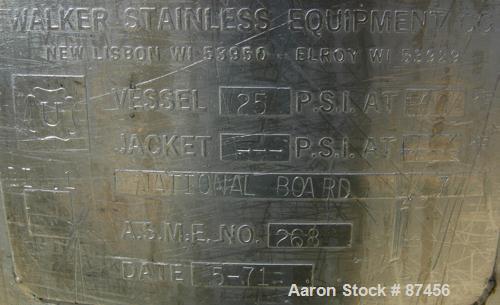 WALKER STAINLESS EQUIPMENT CO
NEW LISBON WI 53950 - ELROY WI 53929
U
VESSEL 25 P.S.I. AT °F
JACKET --- P.S.I. AT °F
NATIONAL BOARD
A.S.M.E. NO. 268
DATE 5-71-
Aaron Stock # 87456